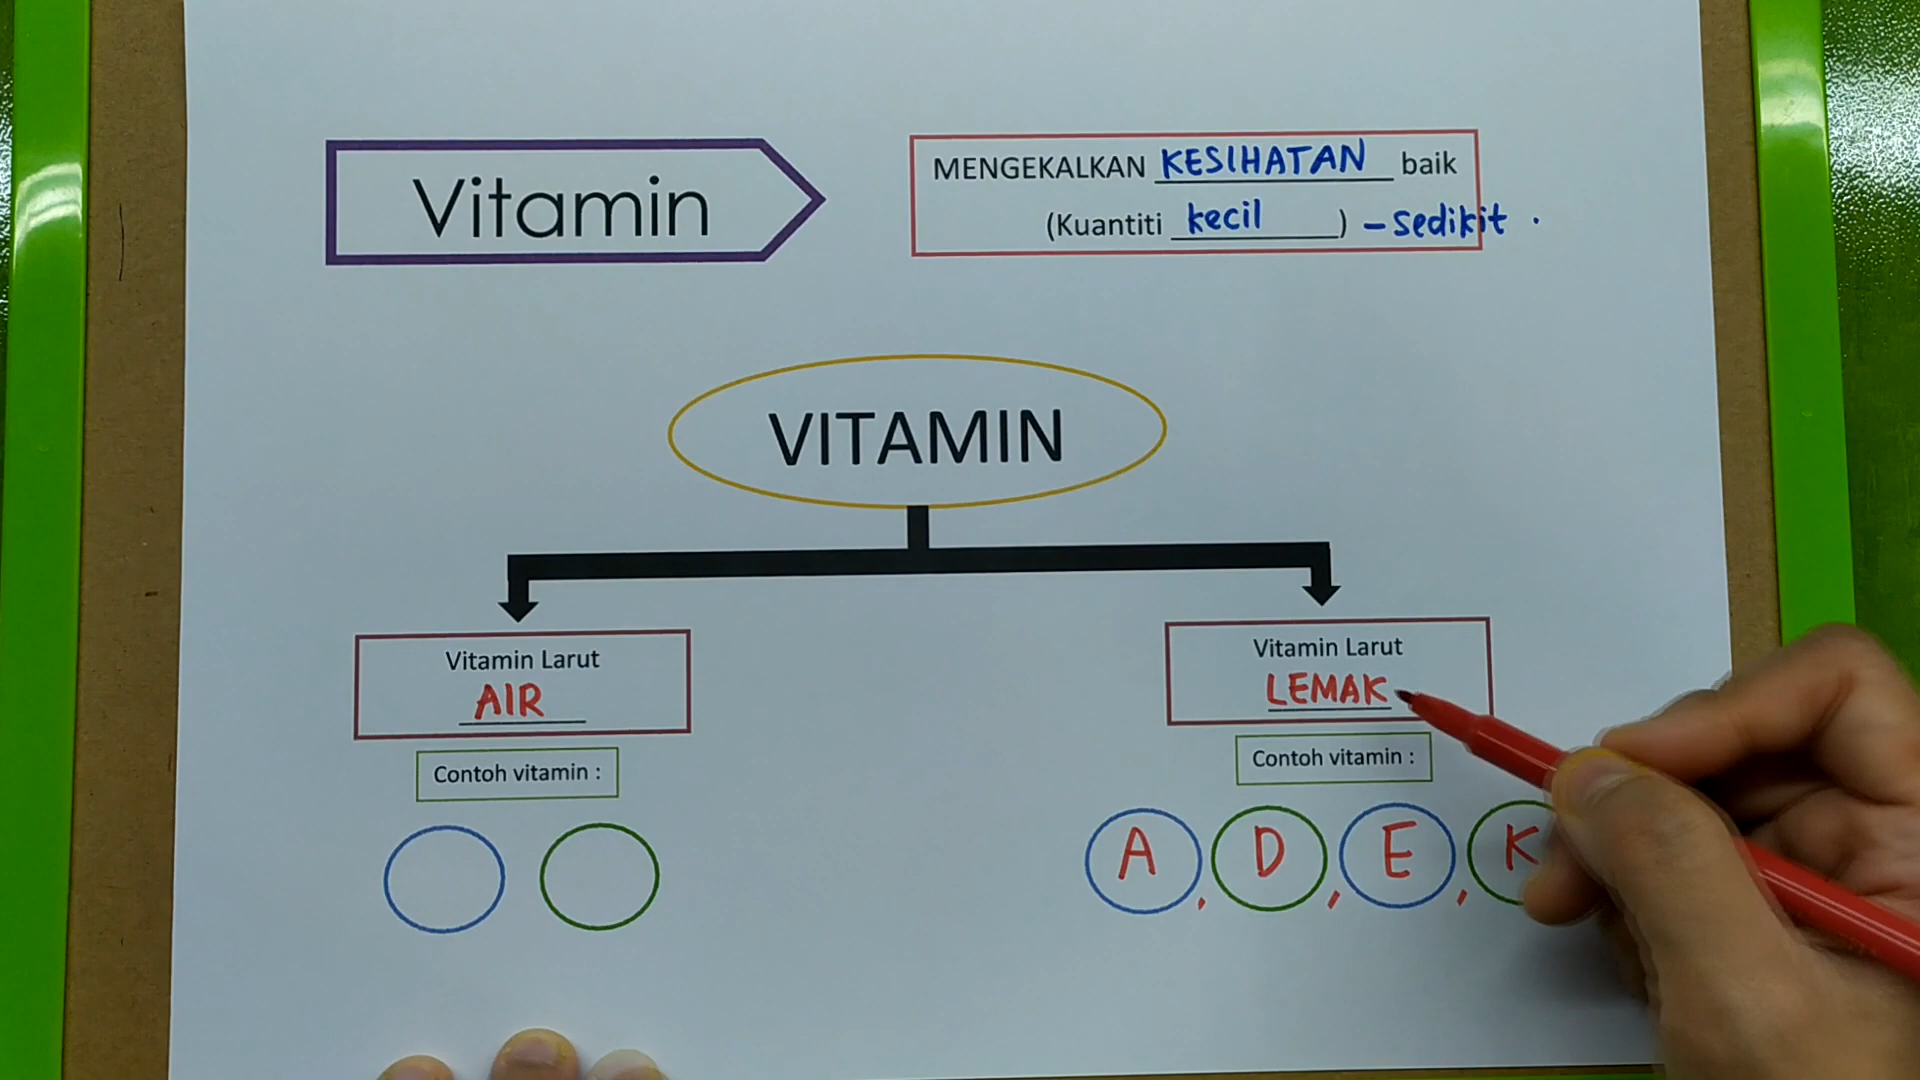 Vitamin
MENGEKALKAN KESIHATAN baik
(Kuantiti kecil ) - Sedikit .
VITAMIN
Vitamin Larut
AIR
Contoh vitamin :
Vitamin Larut
LEMAK
Contoh vitamin :
A , D , E , K